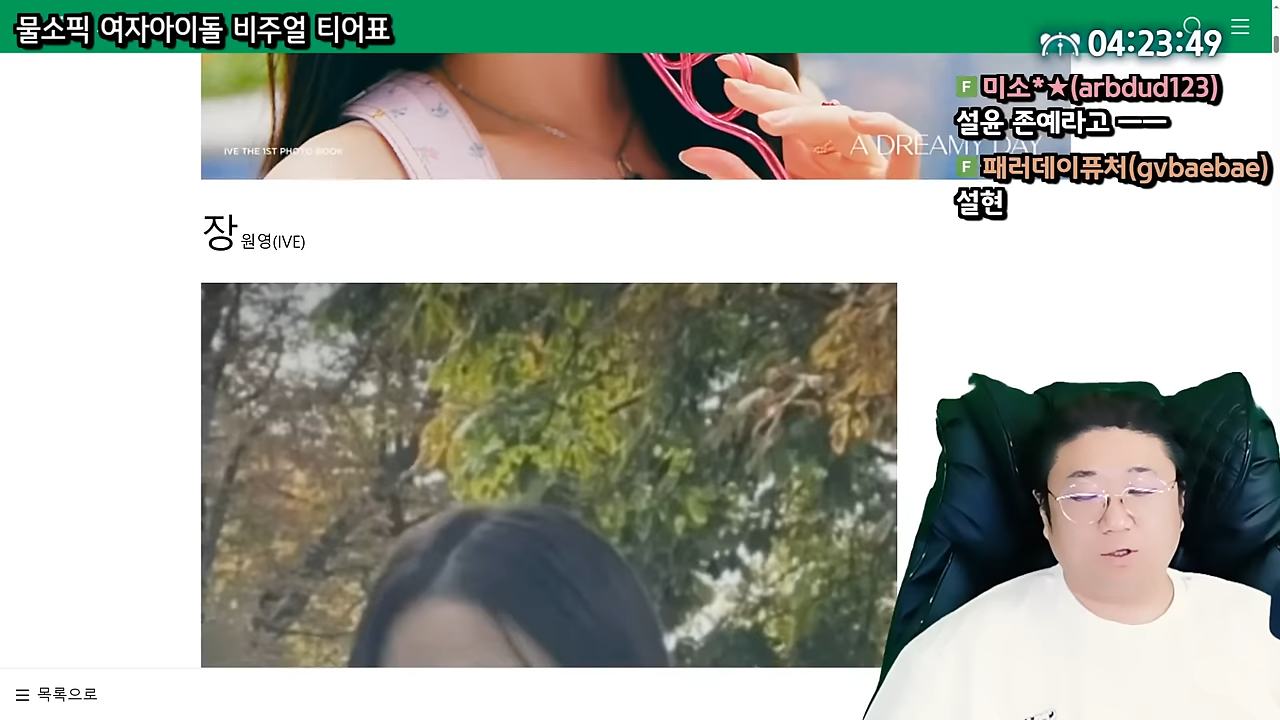 물소픽 여자아이돌 비주얼 티어표
04:23:49
F 미소*★(arbdud123)
설윤 존예라고 ㅡㅡ
F 패러데이퓨처(gvbaebae)
설현
IVE THE 1ST PHOTO BOOK
A DREAMY DAY
장원영(IVE)
목록으로